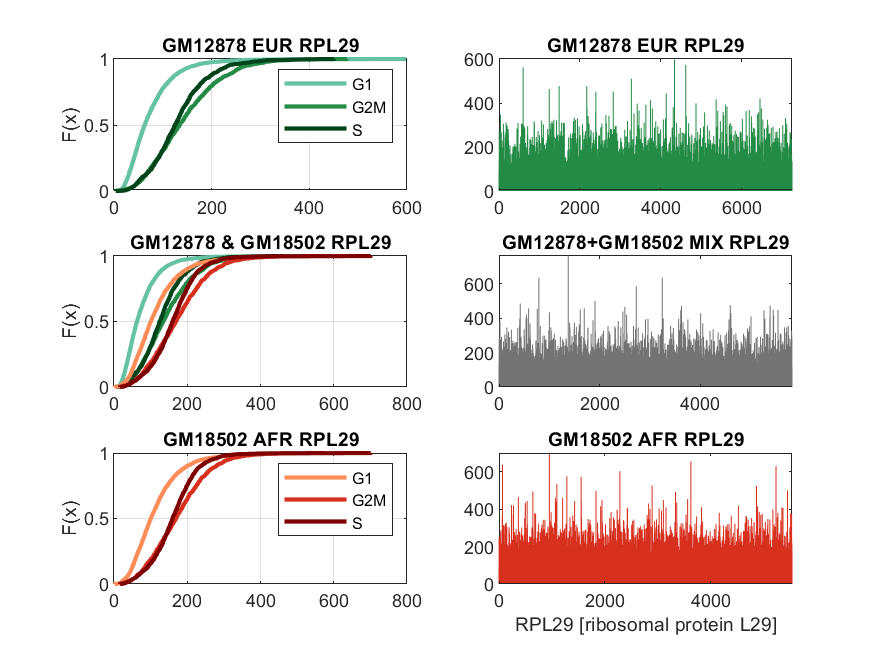 GM12878 EUR RPL29
1
0.5
0
F(x)
G1
G2M
S
0 200 400 600
GM12878 EUR RPL29
600
400
200
0
0 2000 4000 6000
GM12878 & GM18502 RPL29
1
0.5
0
F(x)
0 200 400 600 800
GM12878+GM18502 MIX RPL29
600
400
200
0
0 2000 4000
GM18502 AFR RPL29
1
0.5
0
F(x)
G1
G2M
S
0 200 400 600 800
GM18502 AFR RPL29
600
400
200
0
0 2000 4000
RPL29 [ribosomal protein L29]